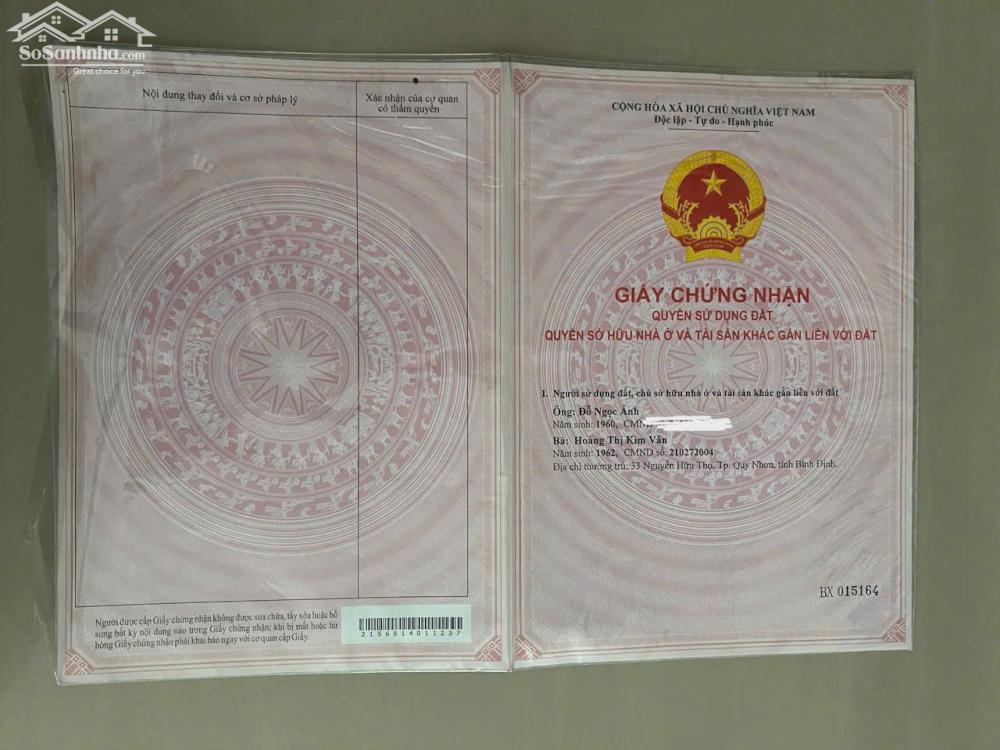 SoSanhnha.com
Great choice for you
Nội dung thay đổi và cơ sở pháp lý
Xác nhận của cơ quan
có thẩm quyền
Người được cấp Giấy chứng nhận không được sửa chữa, tẩy xóa hoặc bổ
sung bất kỳ nội dung nào trong Giấy chứng nhận; khi bị mất hoặc hư
hỏng Giấy chứng nhận phải khai báo ngay với cơ quan cấp Giấy.
2156814011237
CỘNG HÒA XÃ HỘI CHỦ NGHĨA VIỆT NAM
Độc lập - Tự do - Hạnh phúc
GIẤY CHỨNG NHẬN
QUYỀN SỬ DỤNG ĐẤT
QUYỀN SỞ HỮU NHÀ Ở VÀ TÀI SẢN KHÁC GẮN LIỀN VỚI ĐẤT
I. Người sử dụng đất, chủ sở hữu nhà ở và tài sản khác gắn liền với đất
Ông: Đỗ Ngọc Ánh
Năm sinh: 1960, CMND
Bà: Hoàng Thị Kim Vân
Năm sinh: 1962, CMND số: 210272004
Địa chỉ thường trú: 33 Nguyễn Hữu Thọ, Tp. Quy Nhơn, tỉnh Bình Định.
BX 015164